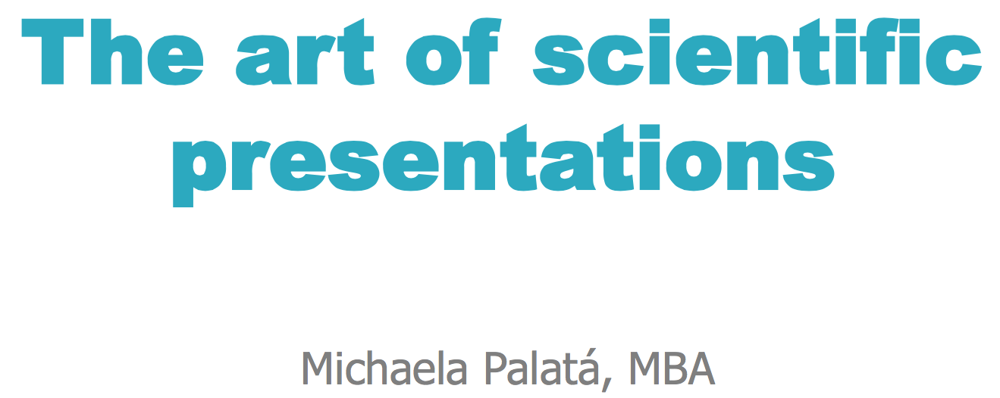 The art of scientific
presentations
Michaela Palatá, MBA